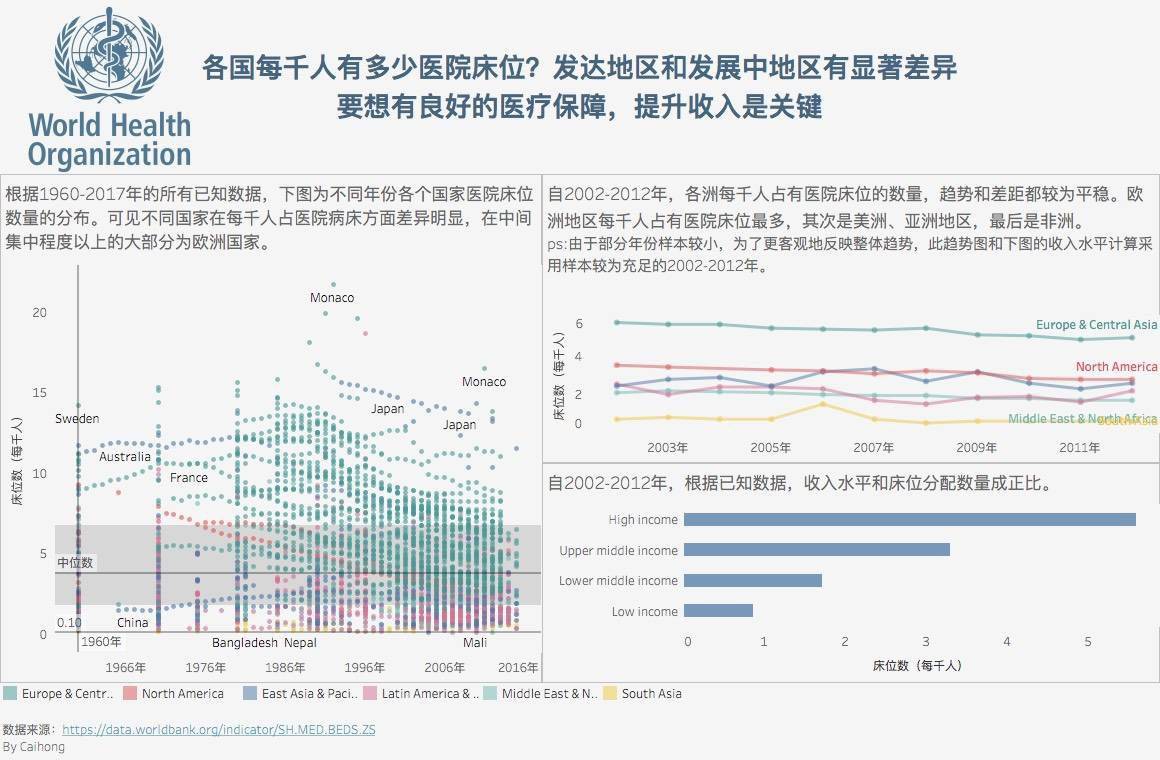 World Health
Organization
各国每千人有多少医院床位？发达地区和发展中地区有显著差异
要想有良好的医疗保障，提升收入是关键
根据1960-2017年的所有已知数据，下图为不同年份各个国家医院床位
数量的分布。可见不同国家在每千人占医院病床方面差异明显，在中间
集中程度以上的大部分为欧洲国家。
床位数（每千人）
20
15
10
5
0
Monaco
Monaco
Japan
Japan
Sweden
Australia
France
中位数
0.10
China
1960年
Bangladesh
Nepal
Mali
1966年
1976年
1986年
1996年
2006年
2016年
自2002-2012年，各洲每千人占有医院床位的数量，趋势和差距都较为平稳。欧
洲地区每千人占有医院床位最多，其次是美洲、亚洲地区，最后是非洲。
ps:由于部分年份样本较小，为了更客观地反映整体趋势，此趋势图和下图的收入水平计算采
用样本较为充足的2002-2012年。
床位数（每千人）
6
4
2
0
Europe & Central Asia
North America
Middle East & North Africa
South Asia
2003年
2005年
2007年
2009年
2011年
自2002-2012年，根据已知数据，收入水平和床位分配数量成正比。
High income
Upper middle income
Lower middle income
Low income
0
1
2
3
4
5
床位数（每千人）
Europe & Centr..
North America
East Asia & Paci..
Latin America & ..
Middle East & N..
South Asia
数据来源：https://data.worldbank.org/indicator/SH.MED.BEDS.ZS
By Caihong